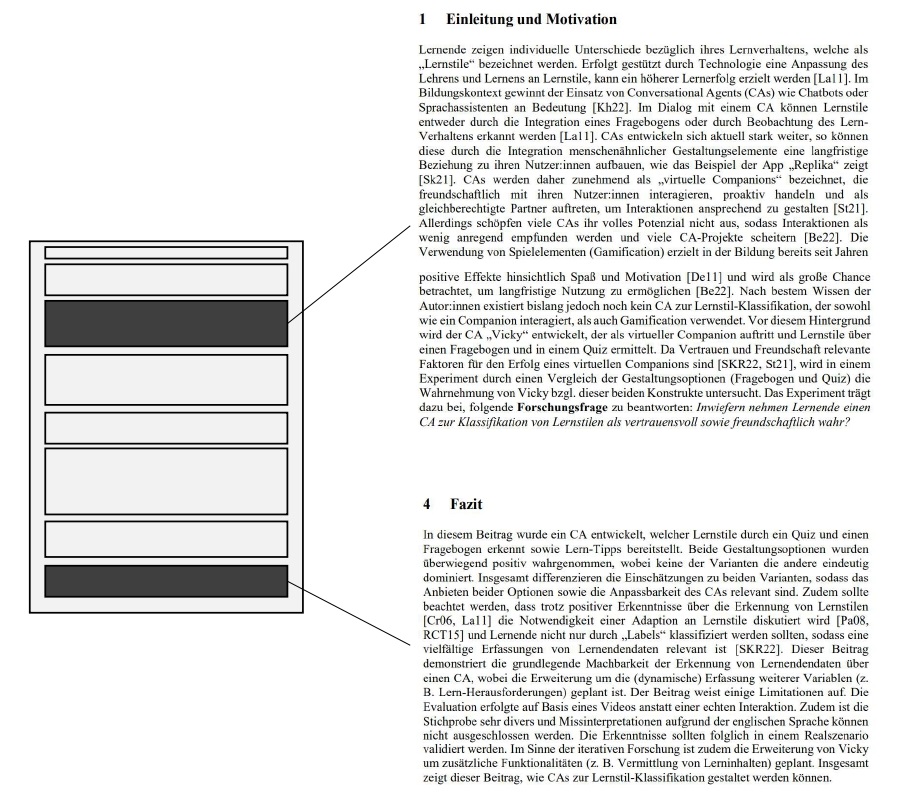 1 Einleitung und Motivation
Lernende zeigen individuelle Unterschiede bezüglich ihres Lernverhaltens, welche als
„Lernstile“ bezeichnet werden. Erfolgt gestützt durch Technologie eine Anpassung des
Lehrens und Lernens an Lernstile, kann ein höherer Lernerfolg erzielt werden [La11]. Im
Bildungskontext gewinnt der Einsatz von Conversational Agents (CAs) wie Chatbots oder
Sprachassistenten an Bedeutung [Kh22]. Im Dialog mit einem CA können Lernstile
entweder durch die Integration eines Fragebogens oder durch Beobachtung des Lern-
Verhaltens erkannt werden [La11]. CAs entwickeln sich aktuell stark weiter, so können
diese durch die Integration menschenähnlicher Gestaltungselemente eine langfristige
Beziehung zu ihren Nutzer:innen aufbauen, wie das Beispiel der App „Replika“ zeigt
[Sk21]. CAs werden daher zunehmend als „virtuelle Companions“ bezeichnet, die
freundschaftlich mit ihren Nutzer:innen interagieren, proaktiv handeln und als
gleichberechtigte Partner auftreten, um Interaktionen ansprechend zu gestalten [St21].
Allerdings schöpfen viele CAs ihr volles Potenzial nicht aus, sodass Interaktionen als
wenig anregend empfunden werden und viele CA-Projekte scheitern [Be22]. Die
Verwendung von Spielelementen (Gamification) erzielt in der Bildung bereits seit Jahren
positive Effekte hinsichtlich Spaß und Motivation [De11] und wird als große Chance
betrachtet, um langfristige Nutzung zu ermöglichen [Be22]. Nach bestem Wissen der
Autor:innen existiert bislang jedoch noch kein CA zur Lernstil-Klassifikation, der sowohl
wie ein Companion interagiert, als auch Gamification verwendet. Vor diesem Hintergrund
wird der CA „Vicky“ entwickelt, der als virtueller Companion auftritt und Lernstile über
einen Fragebogen und in einem Quiz ermittelt. Da Vertrauen und Freundschaft relevante
Faktoren für den Erfolg eines virtuellen Companions sind [SKR22, St21], wird in einem
Experiment durch einen Vergleich der Gestaltungsoptionen (Fragebogen und Quiz) die
Wahrnehmung von Vicky bzgl. dieser beiden Konstrukte untersucht. Das Experiment trägt
dazu bei, folgende Forschungsfrage zu beantworten: Inwiefern nehmen Lernende einen
CA zur Klassifikation von Lernstilen als vertrauensvoll sowie freundschaftlich wahr?
4 Fazit
In diesem Beitrag wurde ein CA entwickelt, welcher Lernstile durch ein Quiz und einen
Fragebogen erkennt sowie Lern-Tipps bereitstellt. Beide Gestaltungsoptionen wurden
überwiegend positiv wahrgenommen, wobei keine der Varianten die andere eindeutig
dominiert. Insgesamt differenzieren die Einschätzungen zu beiden Varianten, sodass das
Anbieten beider Optionen sowie die Anpassbarkeit des CAs relevant sind. Zudem sollte
beachtet werden, dass trotz positiver Erkenntnisse über die Erkennung von Lernstilen
[Cr06, La11] die Notwendigkeit einer Adaption an Lernstile diskutiert wird [Pa08,
RCT15] und Lernende nicht nur durch „Labels“ klassifiziert werden sollten, sodass eine
vielfältige Erfassungen von Lernendendaten relevant ist [SKR22]. Dieser Beitrag
demonstriert die grundlegende Machbarkeit der Erkennung von Lernendendaten über
einen CA, wobei die Erweiterung um die (dynamische) Erfassung weiterer Variablen (z.
B. Lern-Herausforderungen) geplant ist. Der Beitrag weist einige Limitationen auf. Die
Evaluation erfolgte auf Basis eines Videos anstatt einer echten Interaktion. Zudem ist die
Stichprobe sehr divers und Missinterpretationen aufgrund der englischen Sprache können
nicht ausgeschlossen werden. Die Erkenntnisse sollten folglich in einem Realszenario
validiert werden. Im Sinne der iterativen Forschung ist zudem die Erweiterung von Vicky
um zusätzliche Funktionalitäten (z. B. Vermittlung von Lerninhalten) geplant. Insgesamt
zeigt dieser Beitrag, wie CAs zur Lernstil-Klassifikation gestaltet werden können.